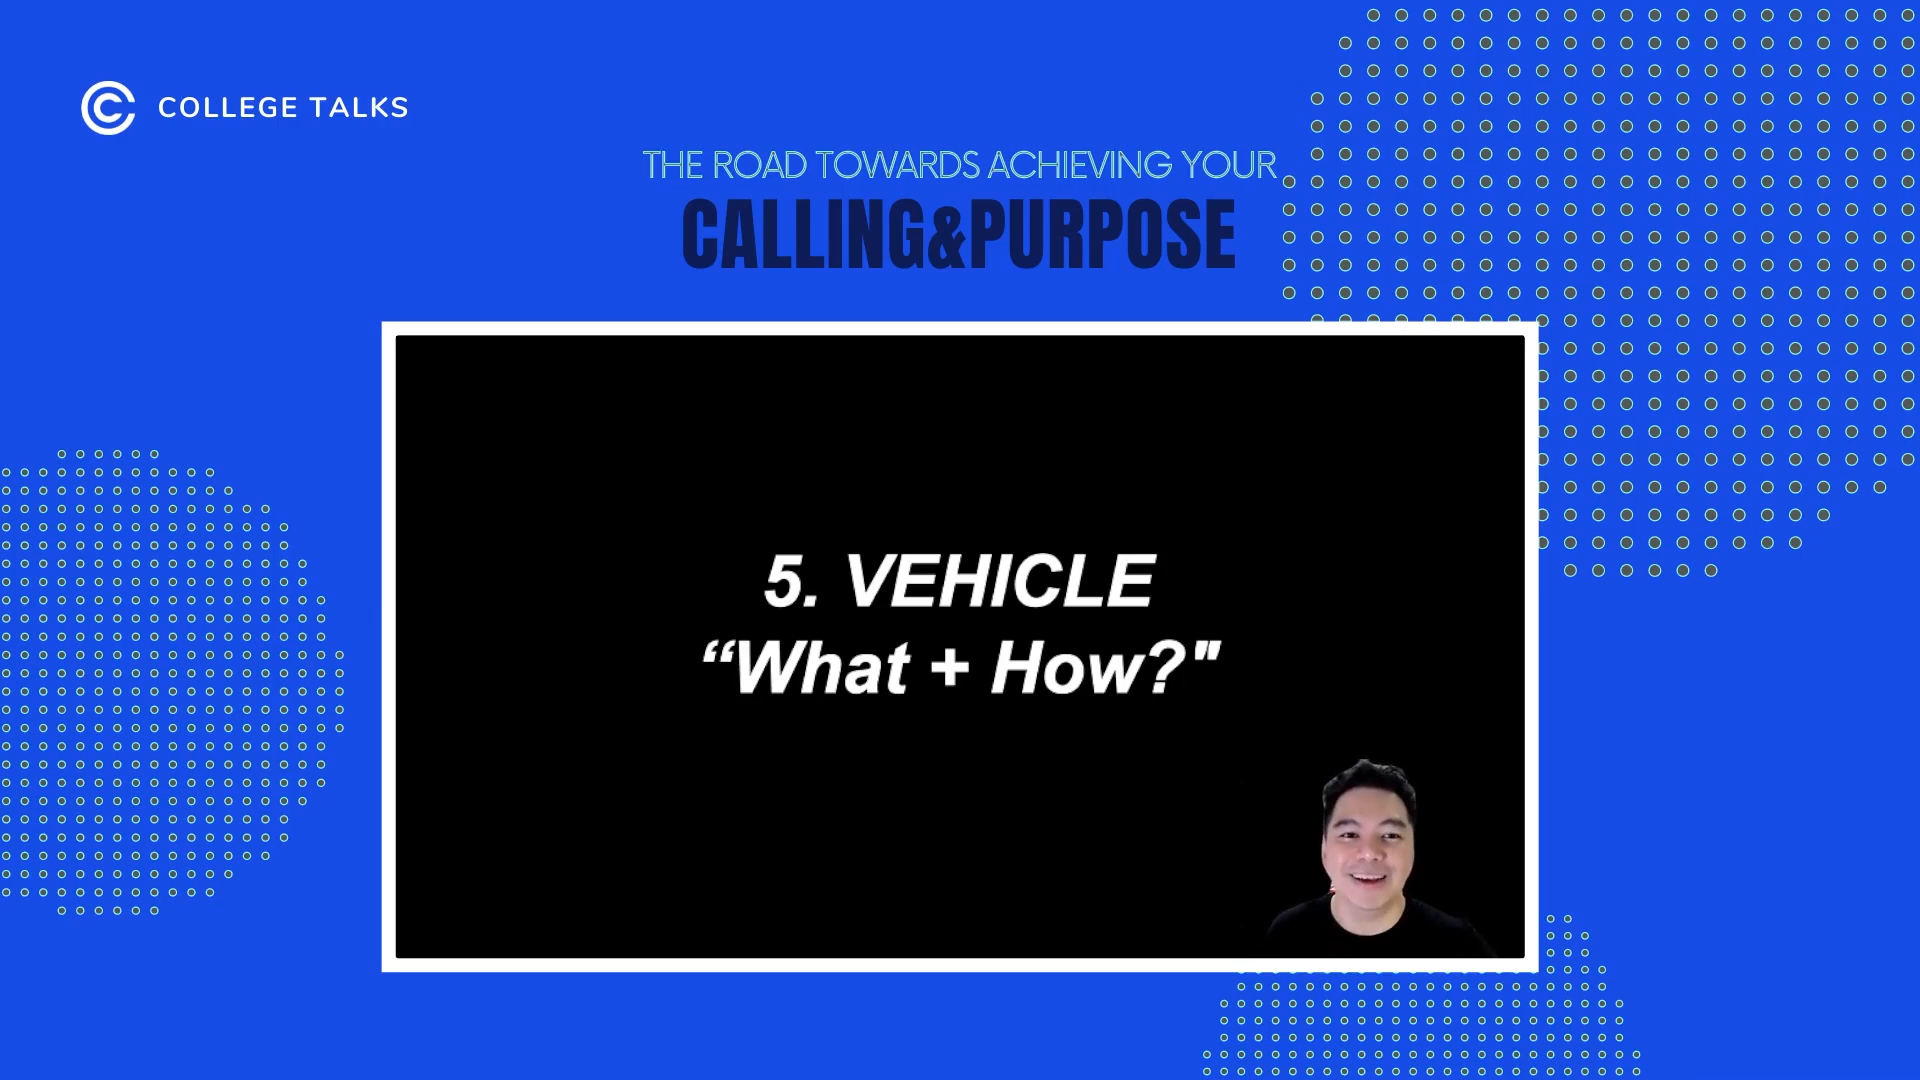 COLLEGE TALKS
THE ROAD TOWARDS ACHIEVING YOUR
CALLING&PURPOSE
5. VEHICLE
“What + How?"